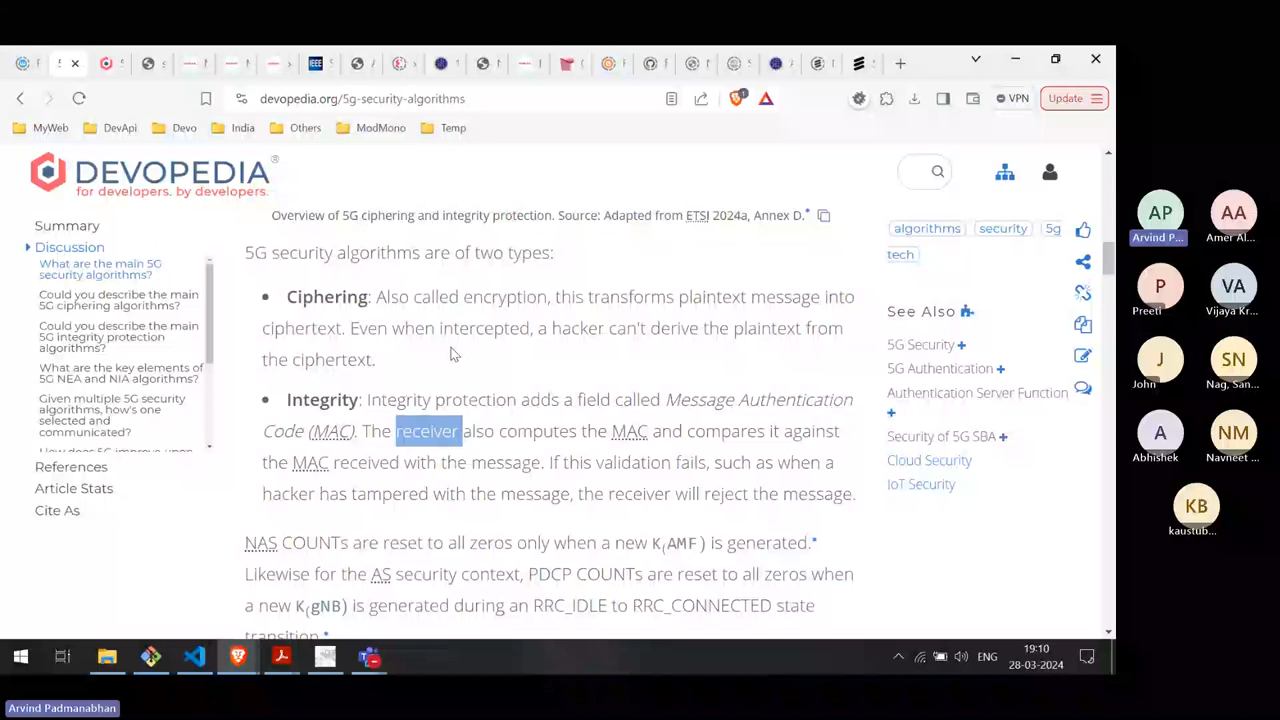 devopedia.org/5g-security-algorithms
VPN
Update
MyWeb
DevApi
Devo
India
Others
ModMono
Temp
DEVOPEDIA®
for developers. by developers.
Summary
Discussion
What are the main 5G
security algorithms?
Could you describe the main
5G ciphering algorithms?
Could you describe the main
5G integrity protection
algorithms?
What are the key elements of
5G NEA and NIA algorithms?
Given multiple 5G security
algorithms, how's one
selected and
communicated?
References
Article Stats
Cite As
Overview of 5G ciphering and integrity protection. Source: Adapted from ETSI 2024a, Annex D.
5G security algorithms are of two types:
• Ciphering: Also called encryption, this transforms plaintext message into
ciphertext. Even when intercepted, a hacker can't derive the plaintext from
the ciphertext.
• Integrity: Integrity protection adds a field called Message Authentication
Code (MAC). The receiver also computes the MAC and compares it against
the MAC received with the message. If this validation fails, such as when a
hacker has tampered with the message, the receiver will reject the message.
NAS COUNTs are reset to all zeros only when a new K(AMF) is generated.
Likewise for the AS security context, PDCP COUNTs are reset to all zeros when
a new K(gNB) is generated during an RRC_IDLE to RRC_CONNECTED state
transition.
algorithms
security
5g
tech
See Also
5G Security +
5G Authentication +
Authentication Server Function
+
Security of 5G SBA +
Cloud Security
IoT Security
ENG
19:10
28-03-2024
AP
Arvind P...
AA
Amer Al...
P
Preeti
VA
Vijaya Kr...
J
John
SN
Nag, San...
A
Abhishek
NM
Navneet ...
KB
kaustub...
Arvind Padmanabhan